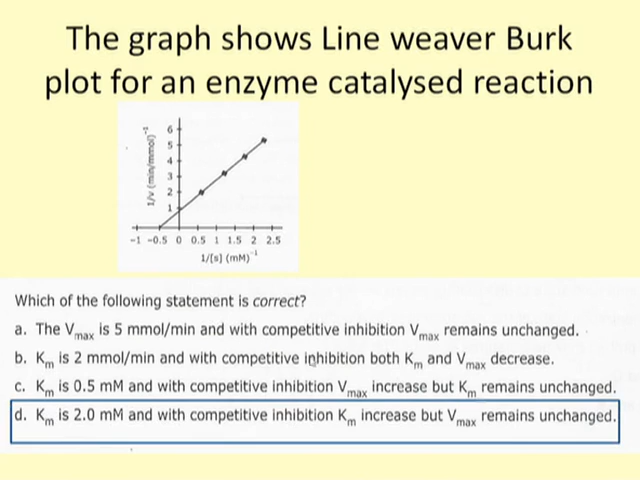 The graph shows Line weaver Burk
plot for an enzyme catalysed reaction
1/v (min/mmol)⁻¹
6
5
4
3
2
1
-1 -0.5 0 0.5 1 1.5 2 2.5
1/[s] (mM)⁻¹
Which of the following statement is correct?
a. The Vmax is 5 mmol/min and with competitive inhibition Vmax remains unchanged.
b. Km is 2 mmol/min and with competitive inhibition both Km and Vmax decrease.
c. Km is 0.5 mM and with competitive inhibition Vmax increase but Km remains unchanged.
d. Km is 2.0 mM and with competitive inhibition Km increase but Vmax remains unchanged.